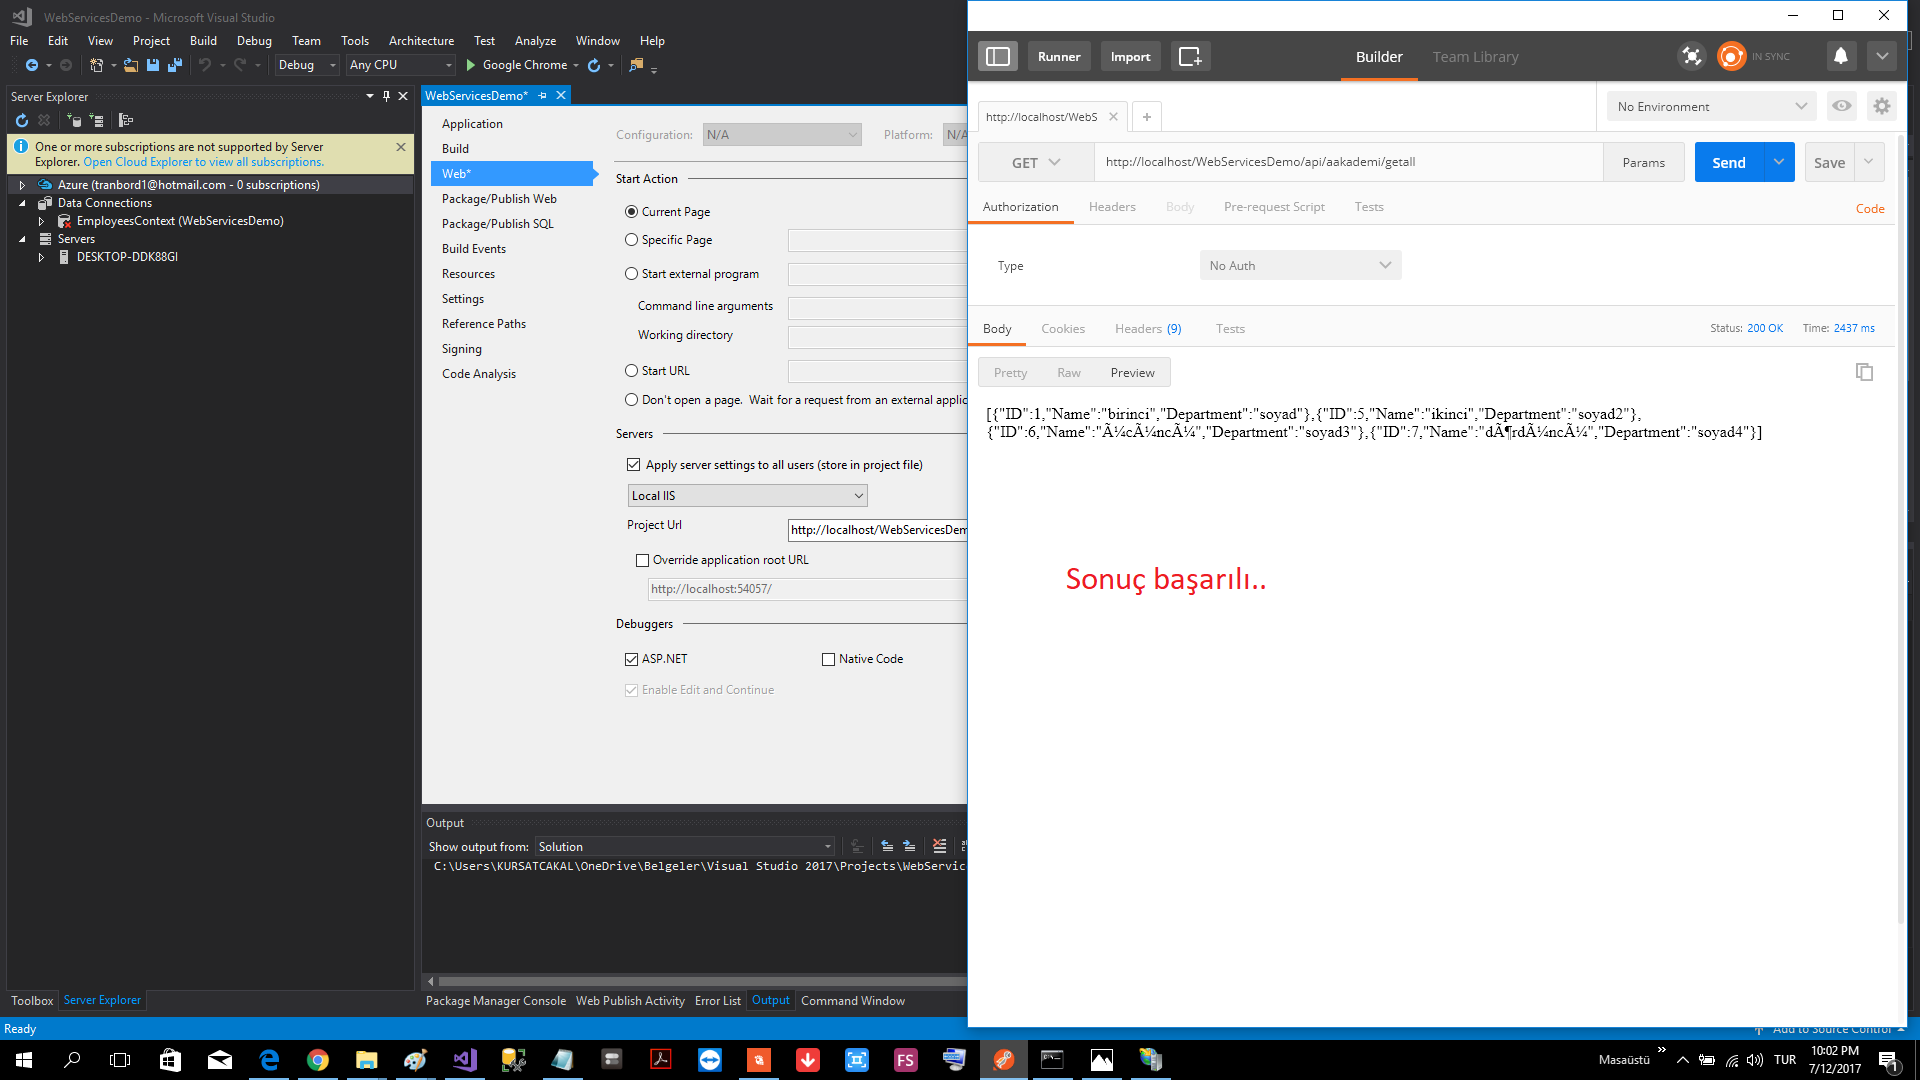 WebServicesDemo - Microsoft Visual Studio
File Edit View Project Build Debug Team Tools Architecture Test Analyze Window Help
Debug Any CPU Google Chrome
Server Explorer
One or more subscriptions are not supported by Server
Explorer. Open Cloud Explorer to view all subscriptions.
Azure (tranbord1@hotmail.com - 0 subscriptions)
Data Connections
EmployeesContext (WebServicesDemo)
Servers
DESKTOP-DDK88GI
WebServicesDemo*
Application
Build
Web*
Package/Publish Web
Package/Publish SQL
Build Events
Resources
Settings
Reference Paths
Signing
Code Analysis
Configuration: N/A Platform: N/A
Start Action
Current Page
Specific Page
Start external program
Command line arguments
Working directory
Start URL
Don't open a page. Wait for a request from an external applic
Servers
Apply server settings to all users (store in project file)
Local IIS
Project Url http://localhost/WebServicesDem
Override application root URL
http://localhost:54057/
Debuggers
ASP.NET Native Code
Enable Edit and Continue
Output
Show output from: Solution
C:\Users\KURSATCAKAL\OneDrive\Belgeler\Visual Studio 2017\Projects\WebServic
Toolbox Server Explorer
Package Manager Console Web Publish Activity Error List Output Command Window
Ready
Runner Import Builder Team Library IN SYNC
http://localhost/WebS
No Environment
GET http://localhost/WebServicesDemo/api/aakademi/getall Params Send Save
Authorization Headers Body Pre-request Script Tests Code
Type No Auth
Body Cookies Headers (9) Tests Status: 200 OK Time: 2437 ms
Pretty Raw Preview
[{"ID":1,"Name":"birinci","Department":"soyad"},{"ID":5,"Name":"ikinci","Department":"soyad2"},
{"ID":6,"Name":"Ã¼cÃ¼ncÃ¼","Department":"soyad3"},{"ID":7,"Name":"dÃ¶rdÃ¼ncÃ¼","Department":"soyad4"}]
Sonuç başarılı..
Add to Source Control
FS
Masaüstü TUR 10:02 PM
7/12/2017
1